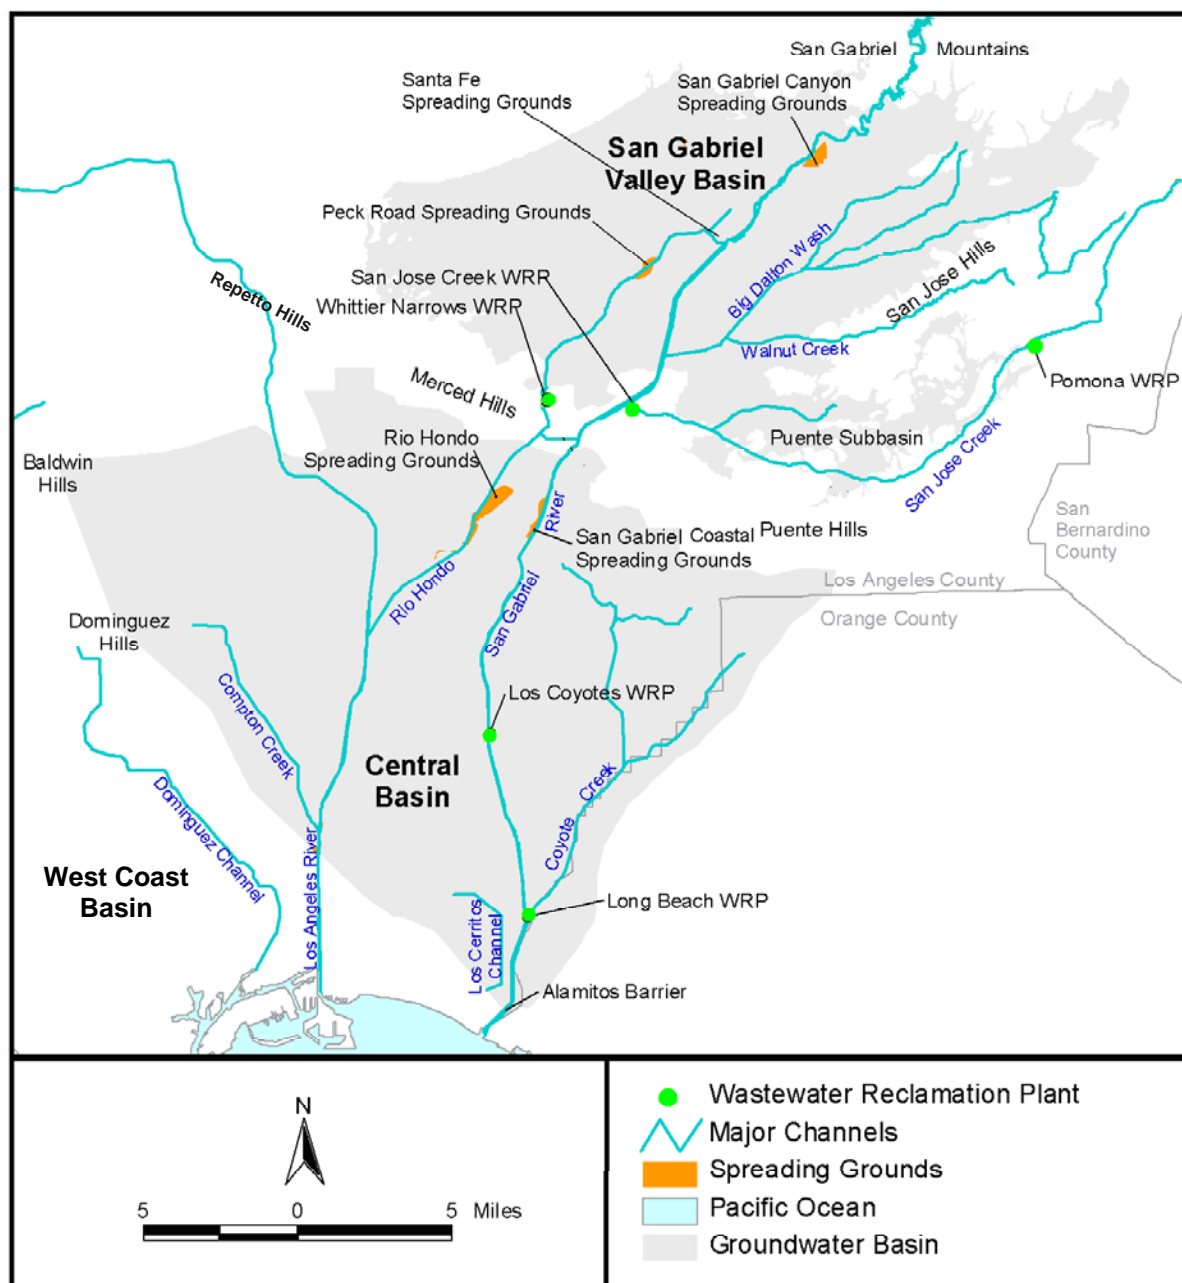 San Gabriel Mountains
Santa Fe
Spreading Grounds
San Gabriel Canyon
Spreading Grounds
San Gabriel
Valley Basin
Peck Road Spreading Grounds
San Jose Creek WRR
Whittier Narrows WRP
Repetto Hills
Big Dalton Wash
San Jose Hills
Walnut Creek
Pomona WRP
Merced Hills
Rio Hondo
Spreading Grounds
Puente Subbasin
San Jose Creek
Baldwin
Hills
San
Bernardino
County
San Gabriel Coastal
Spreading Grounds
Puente Hills
Los Angeles County
Orange County
Rio Hondo
San Gabriel River
Dominguez
Hills
Compton Creek
Los Coyotes WRP
Central
Basin
Dominguez Channel
Coyote Creek
West Coast
Basin
Los Angeles River
Los Cerritos
Channel
Long Beach WRP
Alamitos Barrier
N
5 0 5 Miles
Wastewater Reclamation Plant
Major Channels
Spreading Grounds
Pacific Ocean
Groundwater Basin